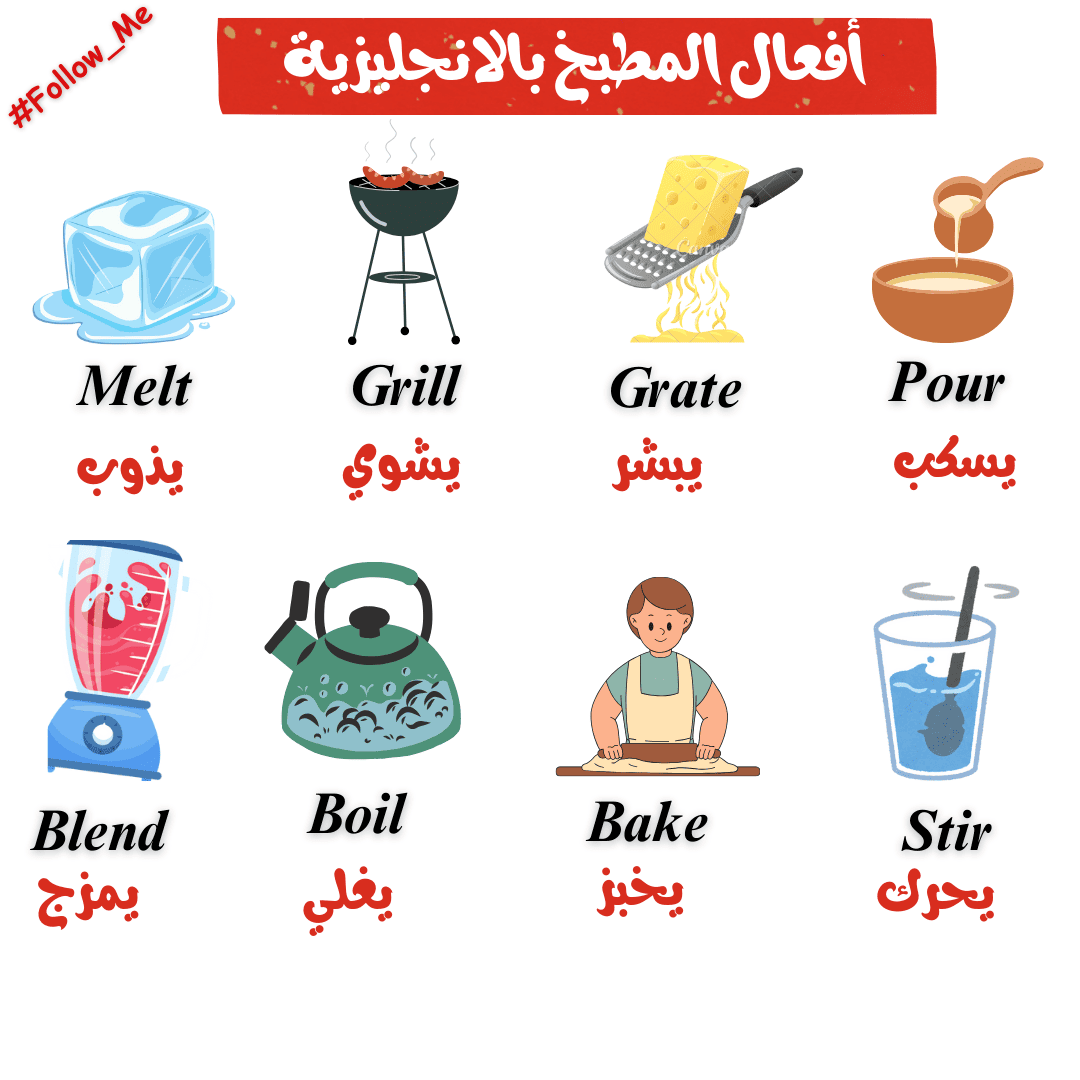 #Follow_Me
أفعال المطبخ بالانجليزية
Melt
Grill
Grate
Pour
يذوب
يشوي
يبشر
يسكب
Blend
Boil
Bake
Stir
يمزج
يغلي
يخبز
يحرك
Canva